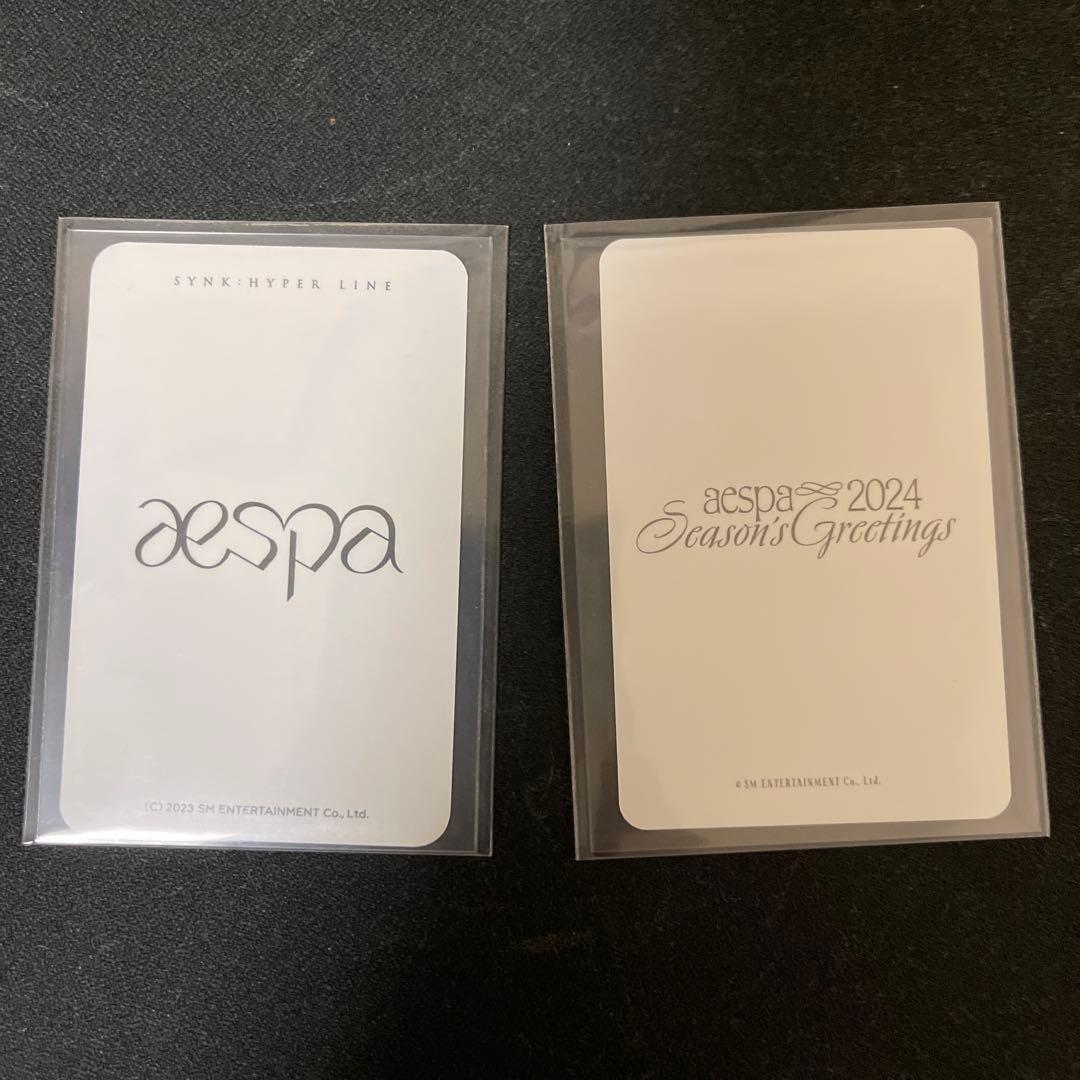 SYNK:HYPER LINE
aespa
(C) 2023 SM ENTERTAINMENT Co., Ltd.
aespa 2024
Season's Greetings
© SM ENTERTAINMENT Co., Ltd.